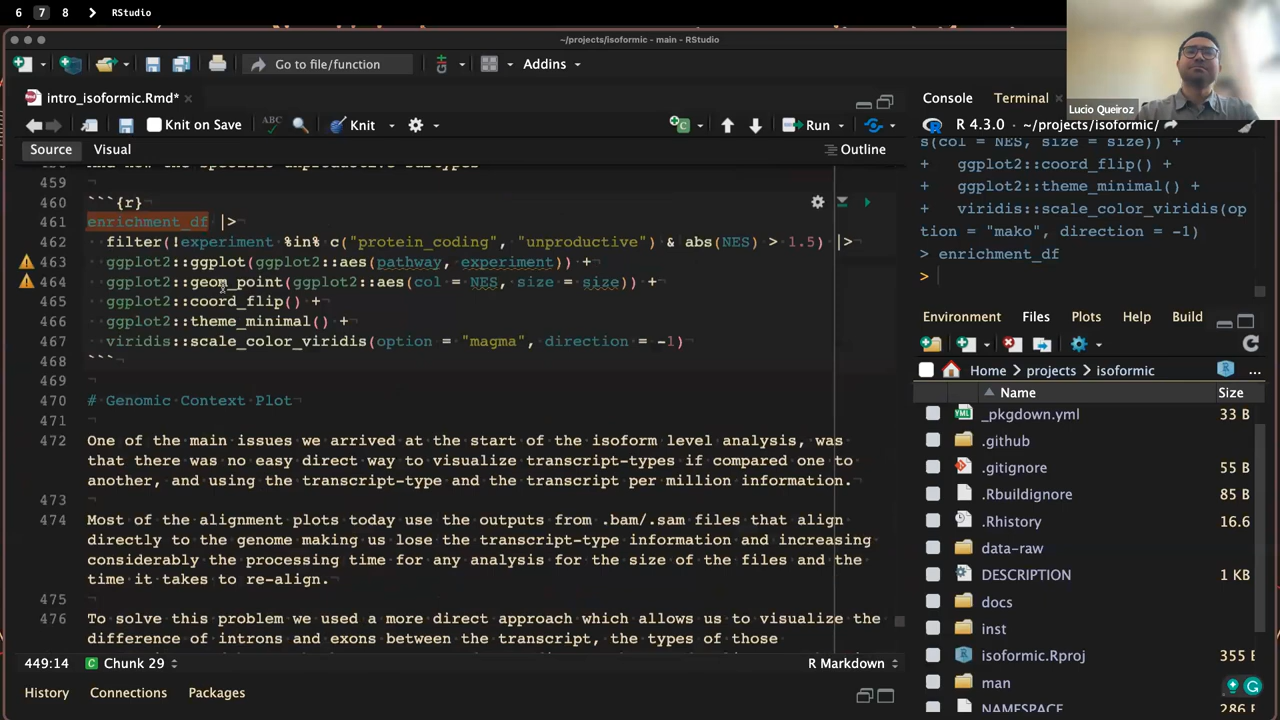 6 7 8 > RStudio
~/projects/isoformic - main - RStudio
Go to file/function Addins
Lucio Queiroz
intro_isoformic.Rmd* ×
Knit on Save ABC Knit Run
Source Visual Outline
459
460 ```{r}
461 enrichment_df |>
462 filter(!experiment %in% c("protein_coding", "unproductive") & abs(NES) > 1.5) |>
463 ggplot2::ggplot(ggplot2::aes(pathway, experiment)) +
464 ggplot2::geom_point(ggplot2::aes(col = NES, size = size)) +
465 ggplot2::coord_flip() +
466 ggplot2::theme_minimal() +
467 viridis::scale_color_viridis(option = "magma", direction = -1)
468 ```
469
470 # Genomic Context Plot
471
472 One of the main issues we arrived at the start of the isoform level analysis, was
that there was no easy direct way to visualize transcript-types if compared one to
another, and using the transcript-type and the transcript per million information.
473
474 Most of the alignment plots today use the outputs from .bam/.sam files that align
directly to the genome making us lose the transcript-type information and increasing
considerably the processing time for any analysis for the size of the files and the
time it takes to re-align.
475
476 To solve this problem we used a more direct approach which allows us to visualize the
difference of introns and exons between the transcript, the types of those
449:14 Chunk 29 R Markdown
History Connections Packages
Console Terminal
R 4.3.0 · ~/projects/isoformic/
s(col = NES, size = size)) +
+ ggplot2::coord_flip() +
+ ggplot2::theme_minimal() +
+ viridis::scale_color_viridis(op
tion = "mako", direction = -1)
> enrichment_df
>
Environment Files Plots Help Build
Home projects isoformic ...
Name Size
_pkgdown.yml 33 B
.github
.gitignore 55 B
.Rbuildignore 85 B
.Rhistory 16.6
data-raw
DESCRIPTION 1 KB
docs
inst
isoformic.Rproj 355 B
man
NAMESPACE 286 B